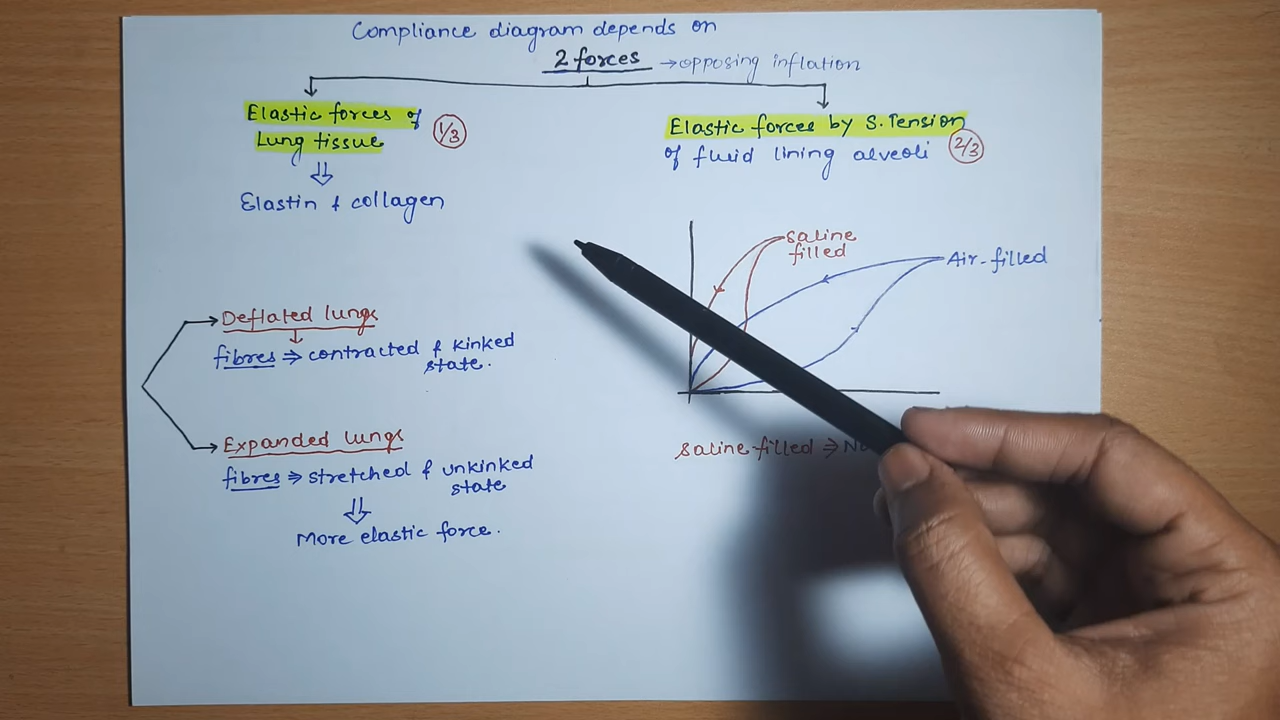 Compliance diagram depends on
2 forces → opposing inflation
Elastic forces of
Lung tissue
1/3
Elastin & collagen
Elastic forces by S. Tension
of fluid lining alveoli
2/3
saline
filled
Air-filled
Deflated lungs
fibres ⇒ contracted & kinked
state.
Expanded lungs
fibres ⇒ stretched & unkinked
state
More elastic force.
saline-filled ⇒